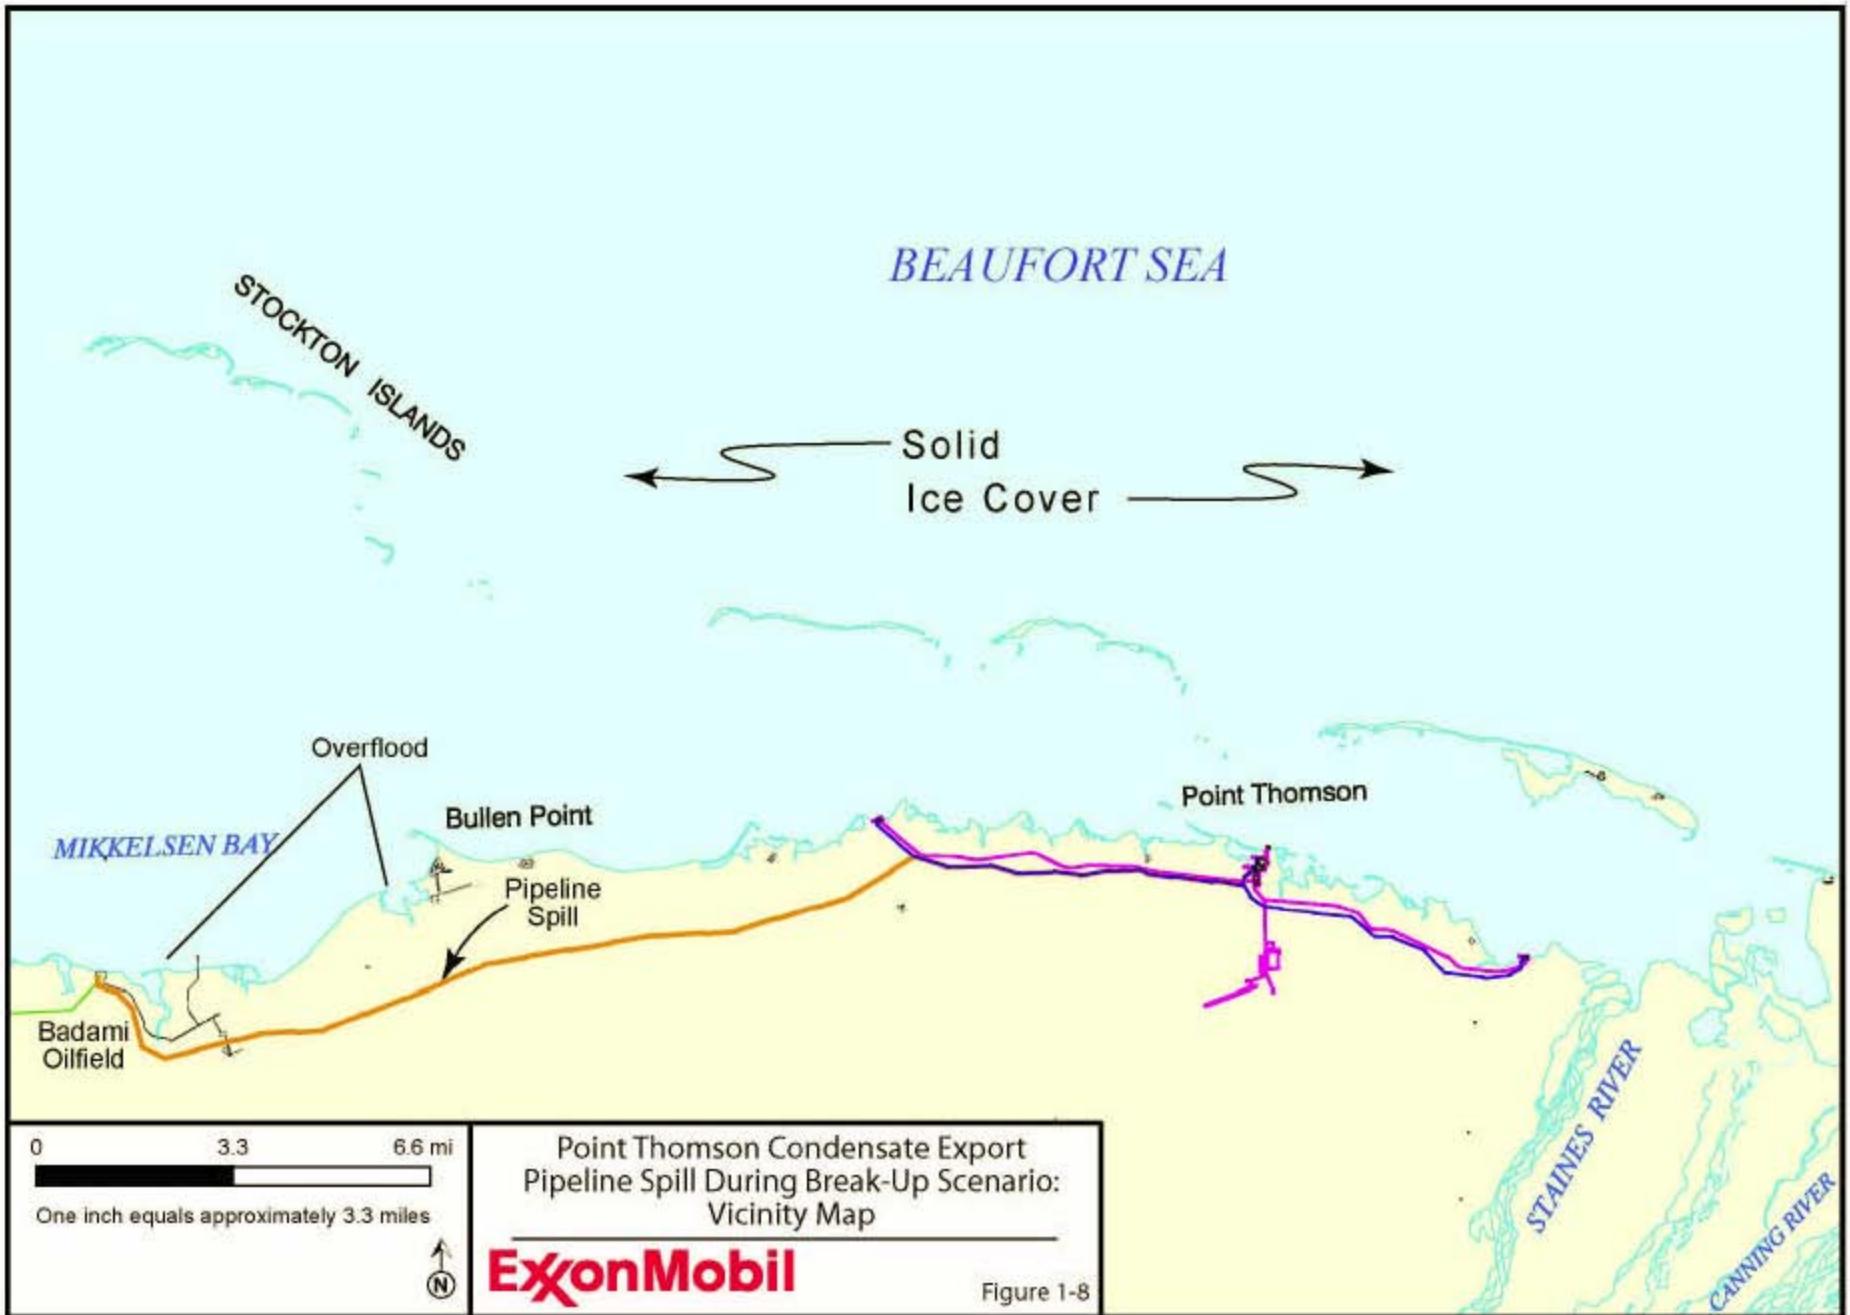 BEAUFORT SEA
STOCKTON ISLANDS
Solid
Ice Cover
Overflood
Bullen Point
Point Thomson
MIKKELSEN BAY
Pipeline
Spill
Badami
Oilfield
STAINES RIVER
CANNING RIVER
0 3.3 6.6 mi
One inch equals approximately 3.3 miles
N
Point Thomson Condensate Export
Pipeline Spill During Break-Up Scenario:
Vicinity Map
ExxonMobil
Figure 1-8